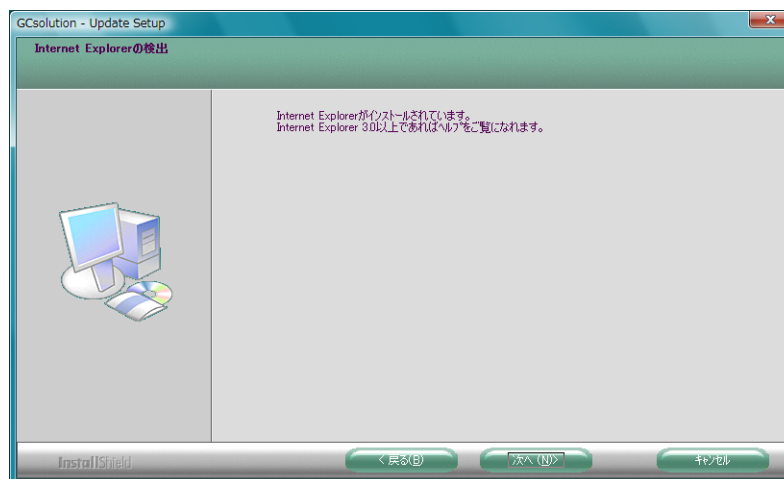 GCsolution - Update Setup
Internet Explorerの検出
Internet Explorerがインストールされています。
Internet Explorer 3.0以上であればヘルプをご覧になれます。
InstallShield
< 戻る(B)
次へ (N)>
キャンセル